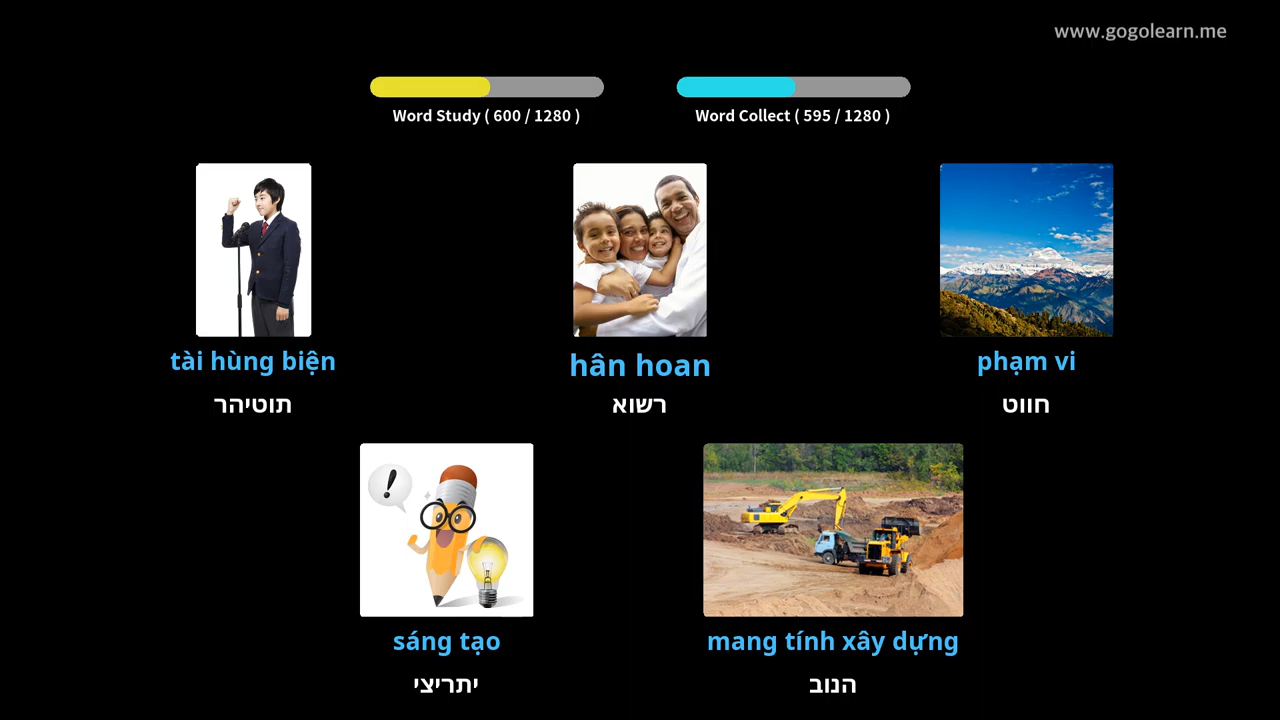 www.gogolearn.me
Word Study ( 600 / 1280 )
Word Collect ( 595 / 1280 )
tài hùng biện
תוטיהר
hân hoan
רשוא
phạm vi
חווט
sáng tạo
יתריצי
mang tính xây dựng
הנוב